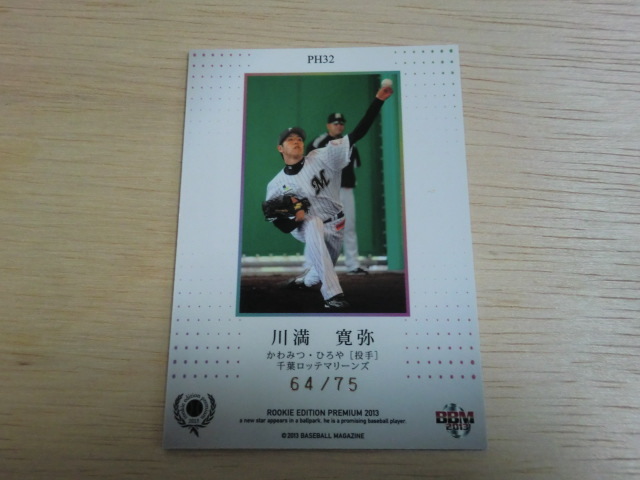 PH32
M
川満 寛弥
かわみつ・ひろや［投手］
千葉ロッテマリーンズ
64/75
ROOKIE EDITION PREMIUM 2013
a new star appears in a ballpark. he is a promising baseball player.
©2013 BASEBALL MAGAZINE
BBM
2013